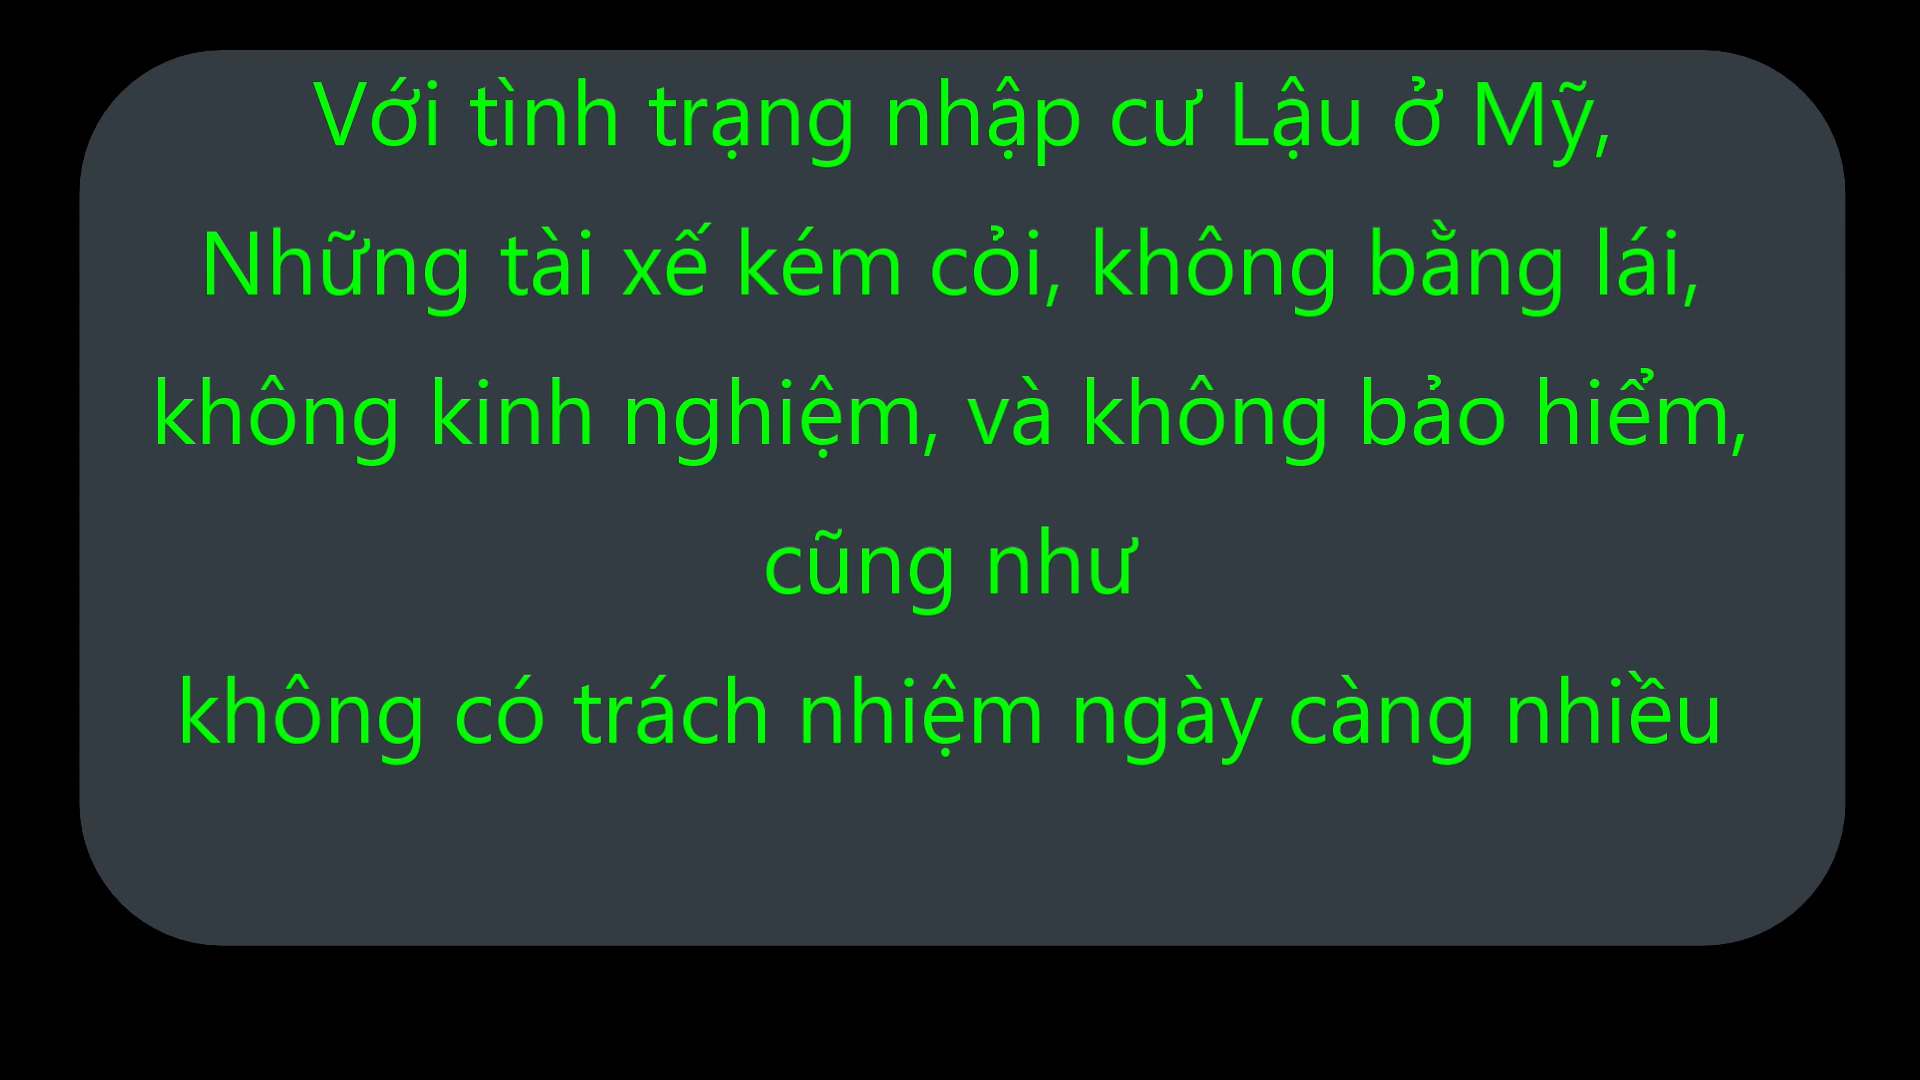 Với tình trạng nhập cư Lậu ở Mỹ,
Những tài xế kém cỏi, không bằng lái,
không kinh nghiệm, và không bảo hiểm,
cũng như
không có trách nhiệm ngày càng nhiều